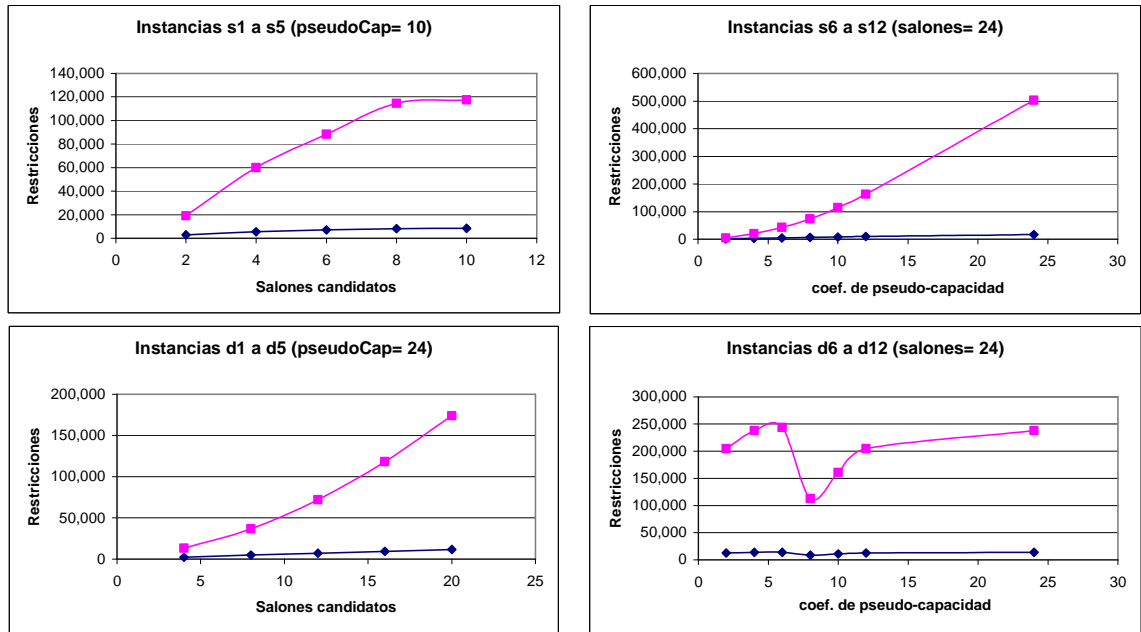 Instancias s1 a s5 (pseudoCap= 10)
140,000
120,000
100,000
80,000
60,000
40,000
20,000
0
Restricciones
0 2 4 6 8 10 12
Salones candidatos
Instancias s6 a s12 (salones= 24)
600,000
500,000
400,000
300,000
200,000
100,000
0
Restricciones
0 5 10 15 20 25 30
coef. de pseudo-capacidad
Instancias d1 a d5 (pseudoCap= 24)
200,000
150,000
100,000
50,000
0
Restricciones
0 5 10 15 20 25
Salones candidatos
Instancias d6 a d12 (salones= 24)
300,000
250,000
200,000
150,000
100,000
50,000
0
Restricciones
0 5 10 15 20 25 30
coef. de pseudo-capacidad